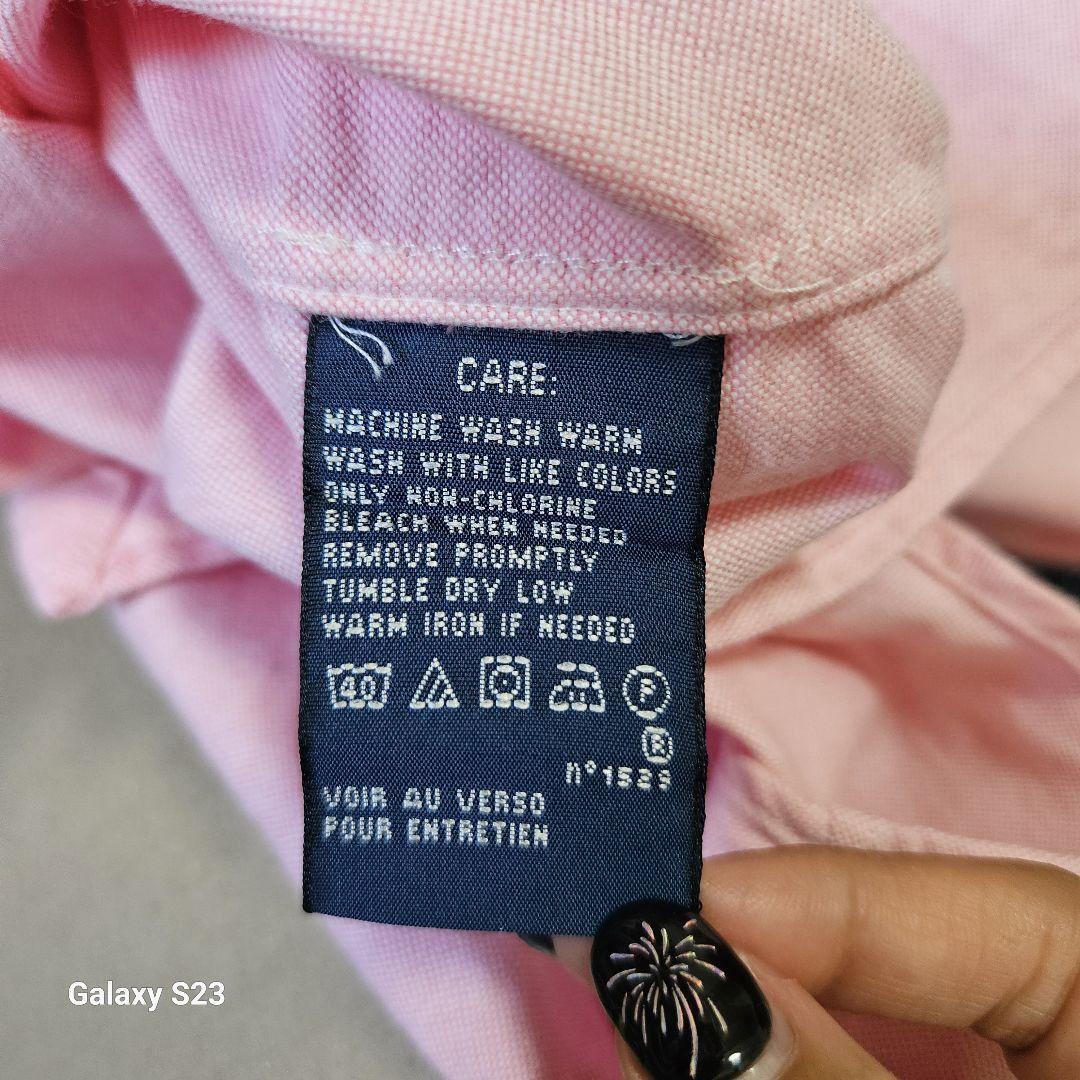 CARE:
MACHINE WASH WARM
WASH WITH LIKE COLORS
ONLY NON-CHLORINE
BLEACH WHEN NEEDED
REMOVE PROMPTLY
TUMBLE DRY LOW
WARM IRON IF NEEDED
40 P
R
n° 1523
VOIR AU VERSO
POUR ENTRETIEN
Galaxy S23